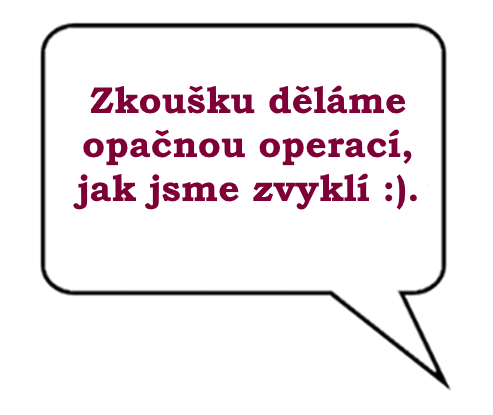 Zkoušku děláme
opačnou operací,
jak jsme zvyklí :).